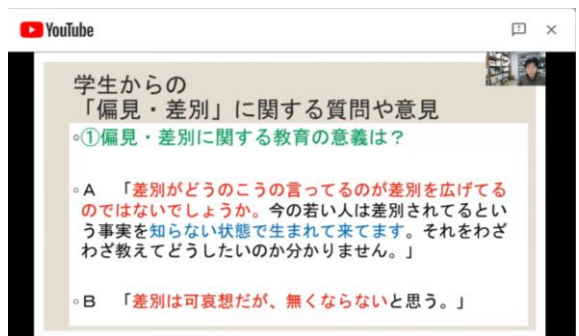 YouTube
学生からの
「偏見・差別」に関する質問や意見
◦①偏見・差別に関する教育の意義は？
◦A 「差別がどうのこうの言ってるのが差別を広げてる
のではないでしょうか。今の若い人は差別されてるとい
う事実を知らない状態で生まれて来てます。それをわざ
わざ教えてどうしたいのか分かりません。」
◦B 「差別は可哀想だが、無くならないと思う。」